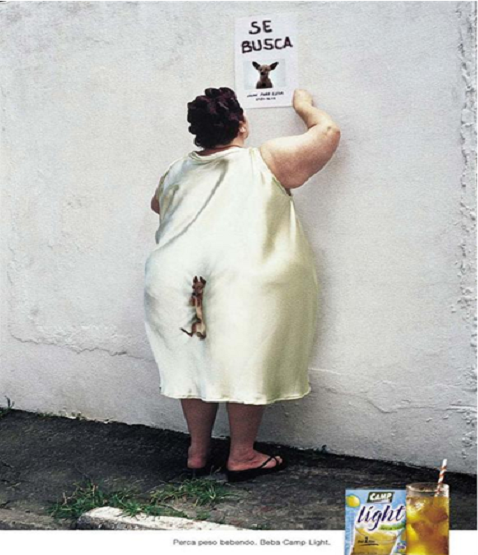 SE
BUSCA
Perca peso bebendo. Beba Camp Light.
CAMP
light